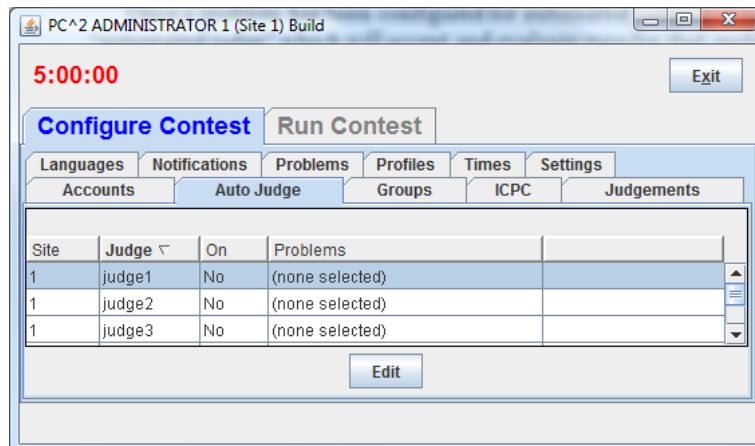 PC^2 ADMINISTRATOR 1 (Site 1) Build
5:00:00
Exit
Configure Contest Run Contest
Languages Notifications Problems Profiles Times Settings
Accounts Auto Judge Groups ICPC Judgements
Site Judge On Problems
1 judge1 No (none selected)
1 judge2 No (none selected)
1 judge3 No (none selected)
Edit